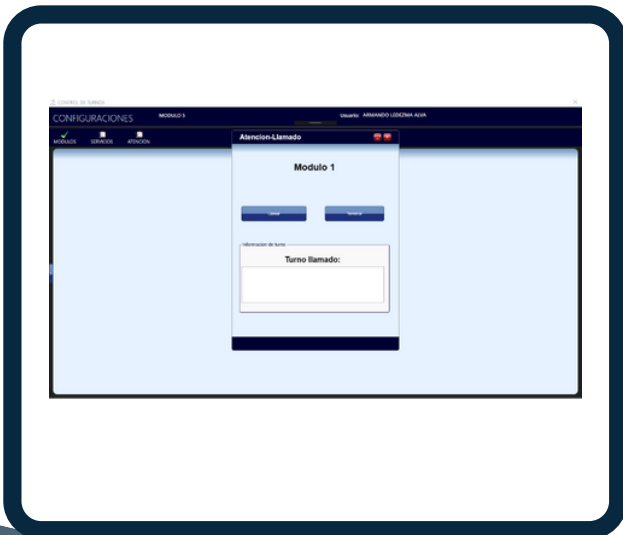 CONTROL DE TURNOS
CONFIGURACIONES
MODULO 5
Usuario: ARMANDO LEDEZMA ALVA
MODULOS
SERVICIOS
ATENCION
Atencion-Llamado
Modulo 1
Llamar
Terminar
Informacion de turno
Turno llamado: